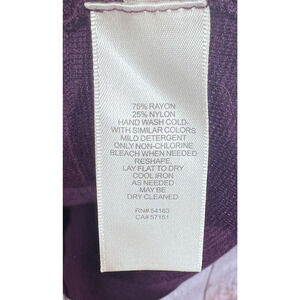 75% RAYON
25% NYLON
HAND WASH COLD
WITH SIMILAR COLORS
MILD DETERGENT
ONLY NON-CHLORINE
BLEACH WHEN NEEDED
RESHAPE,
LAY FLAT TO DRY
COOL IRON
AS NEEDED
MAY BE
DRY CLEANED
RN# 54163
CA# 57151